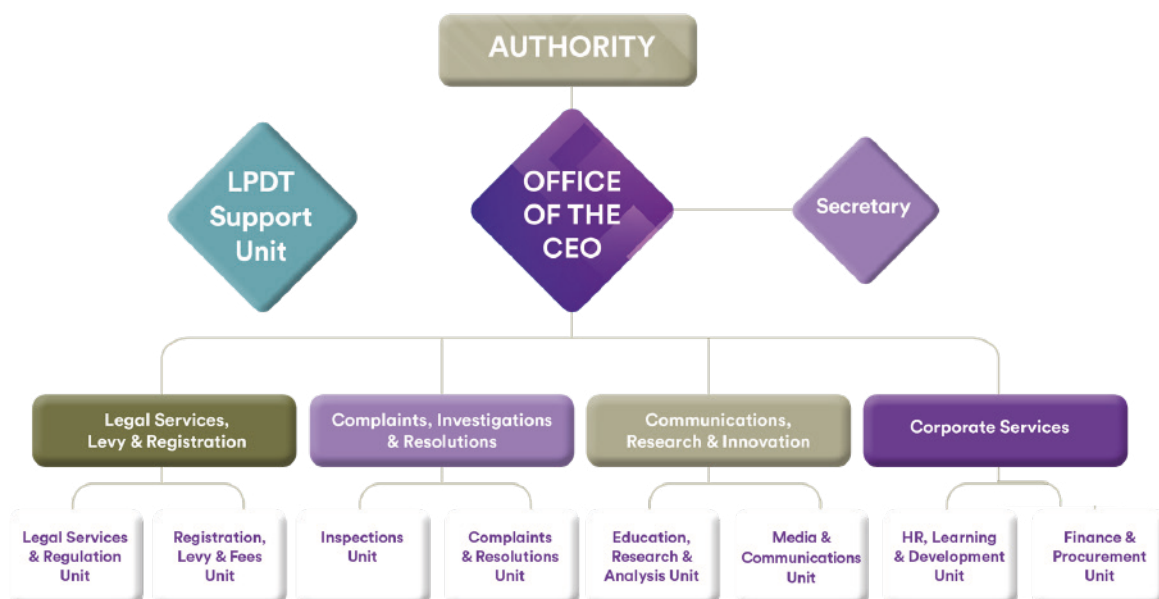 AUTHORITY
LPDT
Support
Unit
OFFICE
OF THE
CEO
Secretary
Legal Services,
Levy & Registration
Complaints, Investigations
& Resolutions
Communications,
Research & Innovation
Corporate Services
Legal Services
& Regulation
Unit
Registration,
Levy & Fees
Unit
Inspections
Unit
Complaints
& Resolutions
Unit
Education,
Research &
Analysis Unit
Media &
Communications
Unit
HR, Learning
& Development
Unit
Finance &
Procurement
Unit